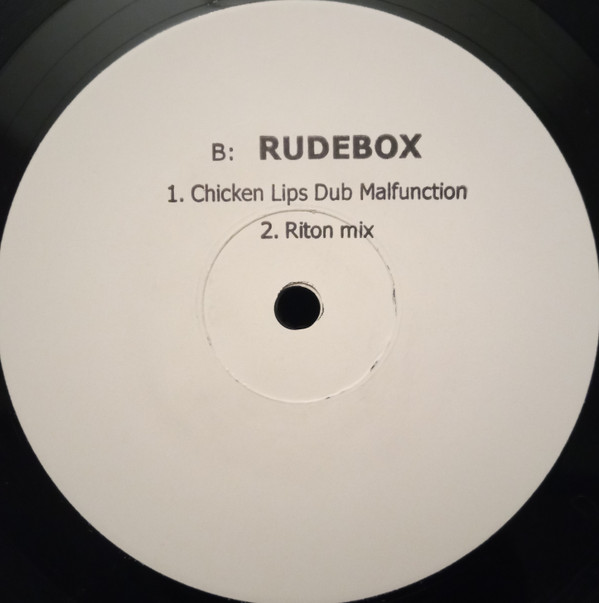 B: RUDEBOX
1. Chicken Lips Dub Malfunction
2. Riton mix